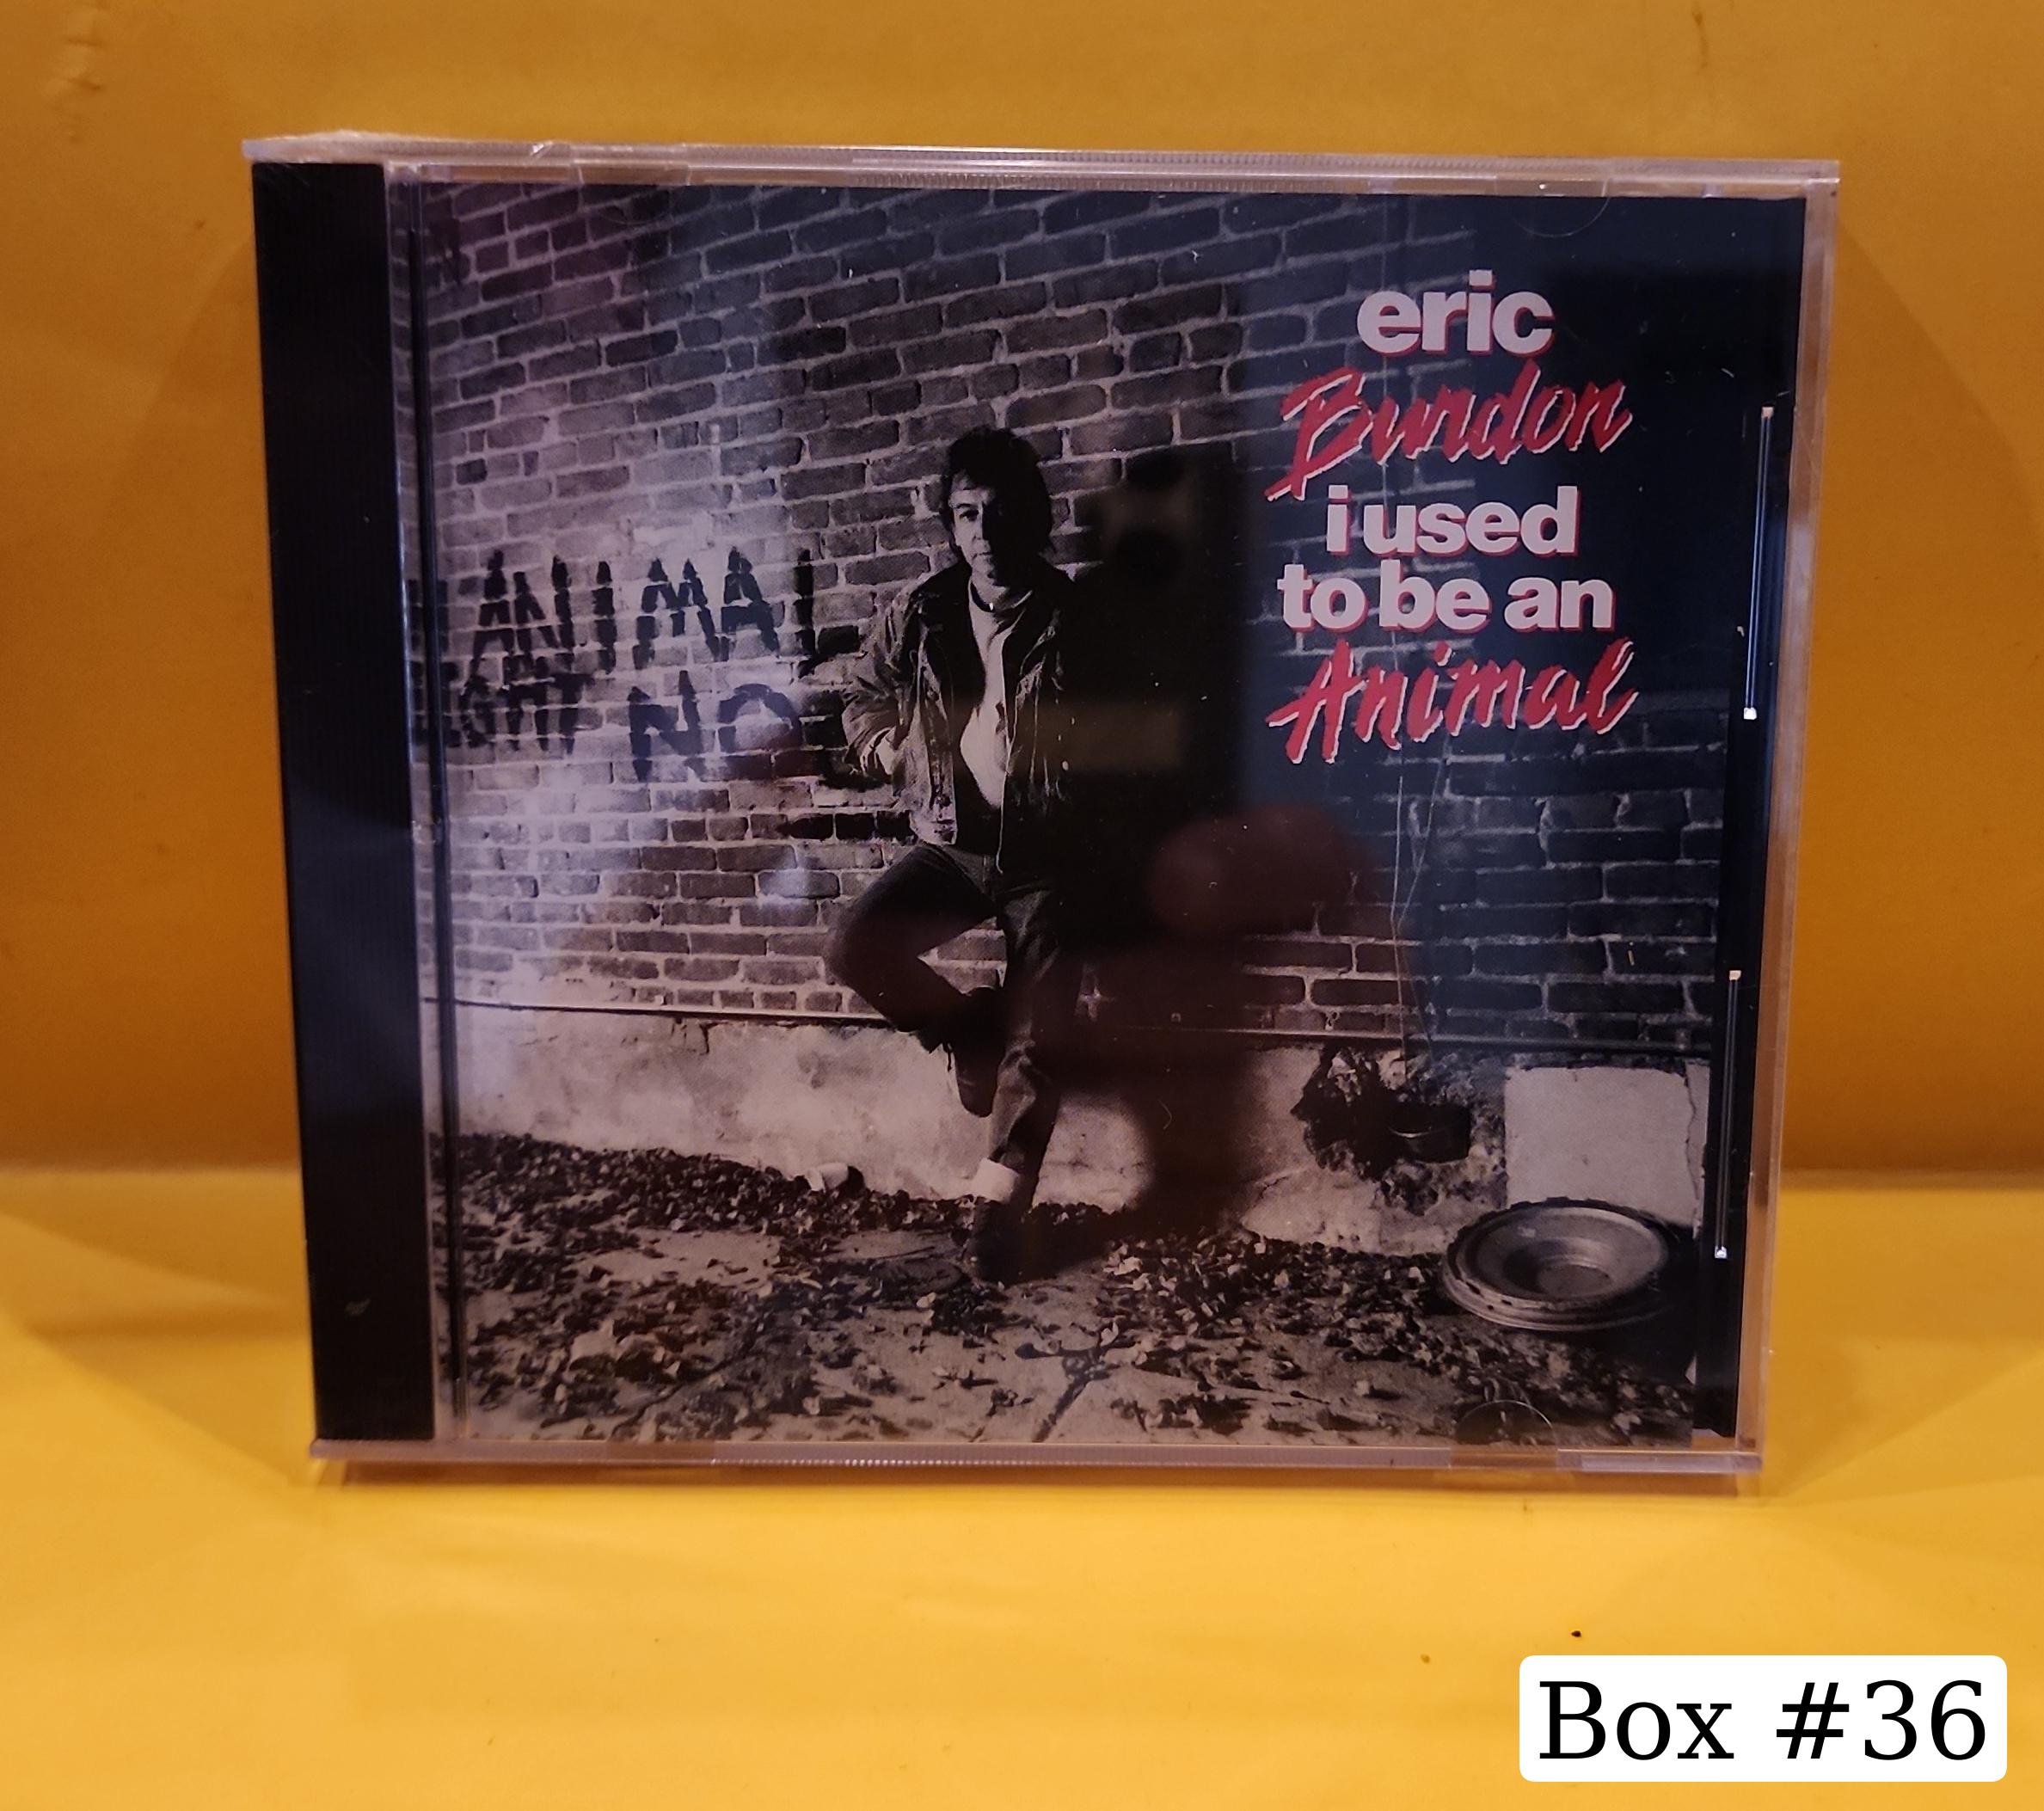 eric
Burdon
i used
to be an
Animal
ANIMAL
NO
Box #36